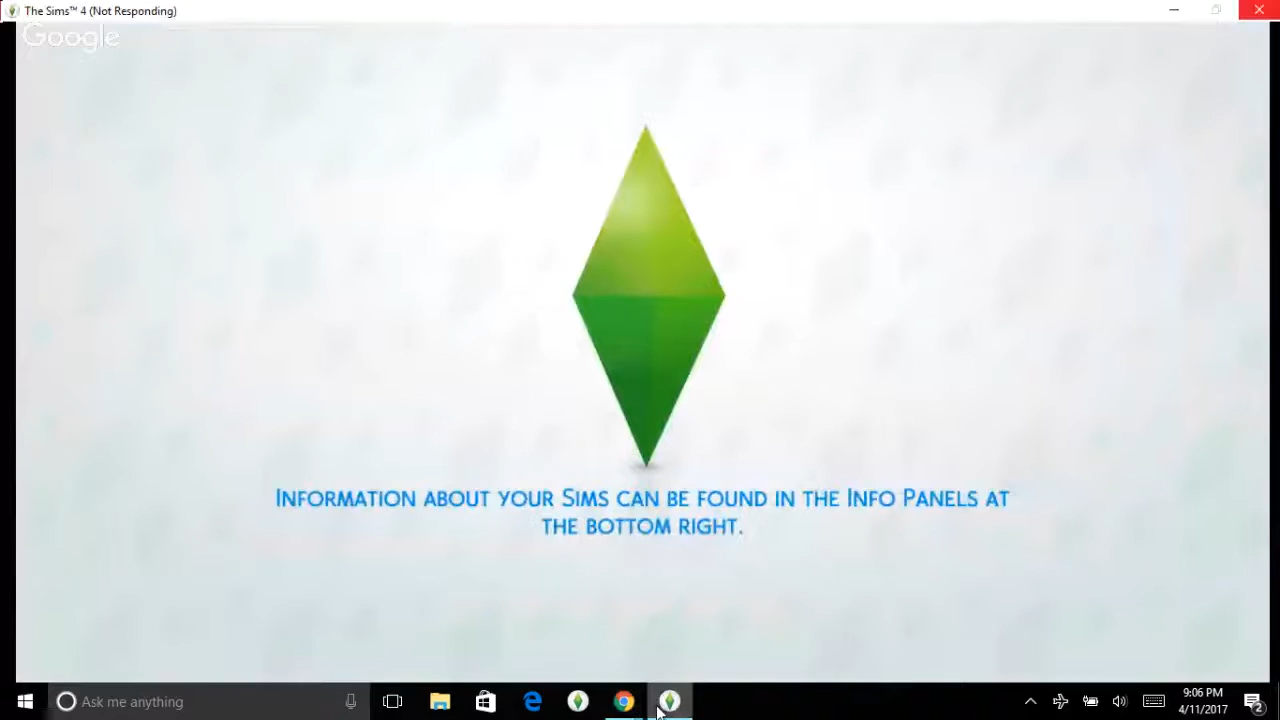 The Sims™ 4 (Not Responding)
Google
INFORMATION ABOUT YOUR SIMS CAN BE FOUND IN THE INFO PANELS AT
THE BOTTOM RIGHT.
Ask me anything
9:06 PM
4/11/2017
2